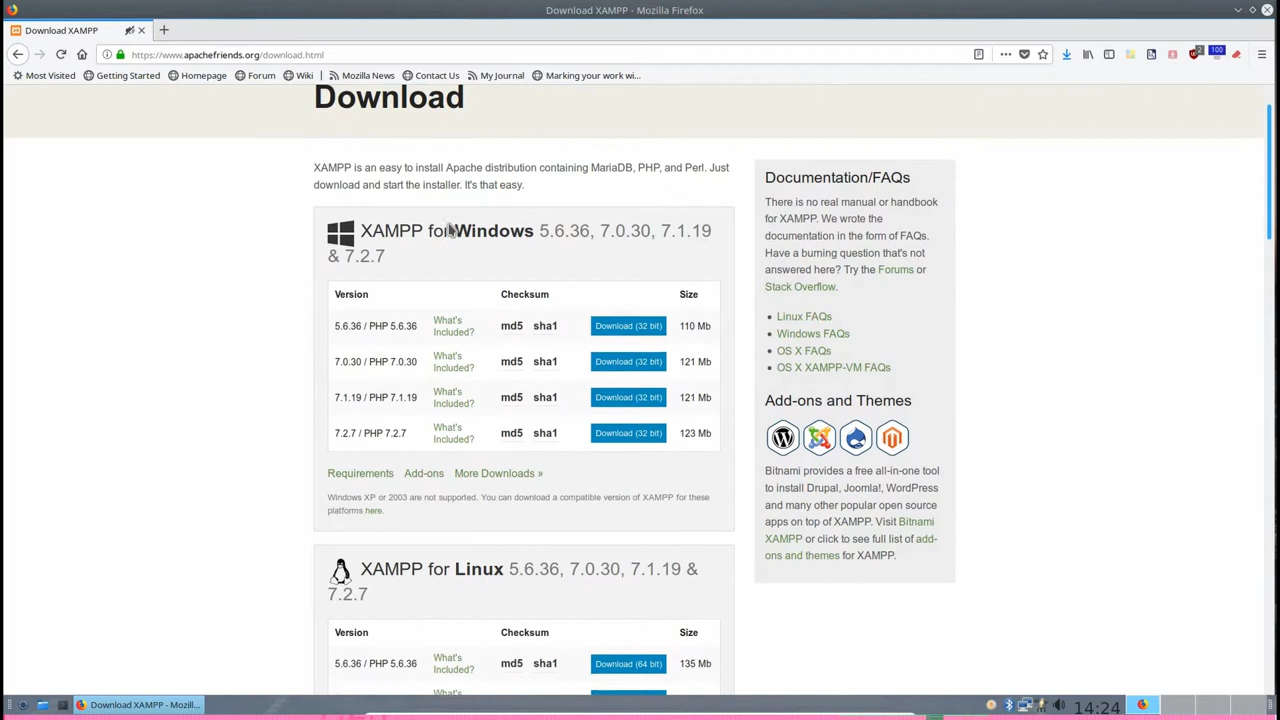 Download XAMPP - Mozilla Firefox
Download XAMPP
https://www.apachefriends.org/download.html
2
100
Most Visited Getting Started Homepage Forum Wiki Mozilla News Contact Us My Journal Marking your work wi...
Download
XAMPP is an easy to install Apache distribution containing MariaDB, PHP, and Perl. Just
download and start the installer. It's that easy.
XAMPP for Windows 5.6.36, 7.0.30, 7.1.19
& 7.2.7
Version Checksum Size
5.6.36 / PHP 5.6.36 What's
Included? md5 sha1 Download (32 bit) 110 Mb
7.0.30 / PHP 7.0.30 What's
Included? md5 sha1 Download (32 bit) 121 Mb
7.1.19 / PHP 7.1.19 What's
Included? md5 sha1 Download (32 bit) 121 Mb
7.2.7 / PHP 7.2.7 What's
Included? md5 sha1 Download (32 bit) 123 Mb
Requirements Add-ons More Downloads »
Windows XP or 2003 are not supported. You can download a compatible version of XAMPP for these
platforms here.
XAMPP for Linux 5.6.36, 7.0.30, 7.1.19 &
7.2.7
Version Checksum Size
5.6.36 / PHP 5.6.36 What's
Included? md5 sha1 Download (64 bit) 135 Mb
What's
Documentation/FAQs
There is no real manual or handbook
for XAMPP. We wrote the
documentation in the form of FAQs.
Have a burning question that's not
answered here? Try the Forums or
Stack Overflow.
Linux FAQs
Windows FAQs
OS X FAQs
OS X XAMPP-VM FAQs
Add-ons and Themes
Bitnami provides a free all-in-one tool
to install Drupal, Joomla!, WordPress
and many other popular open source
apps on top of XAMPP. Visit Bitnami
XAMPP or click to see full list of add-
ons and themes for XAMPP.
Download XAMPP - Mozill...
14:24